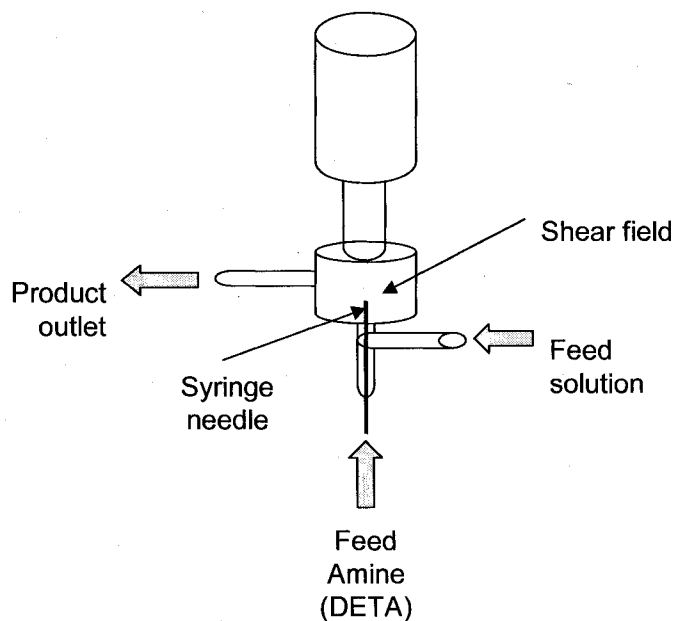 Shear field
Product
outlet
Syringe
needle
Feed
solution
Feed
Amine
(DETA)